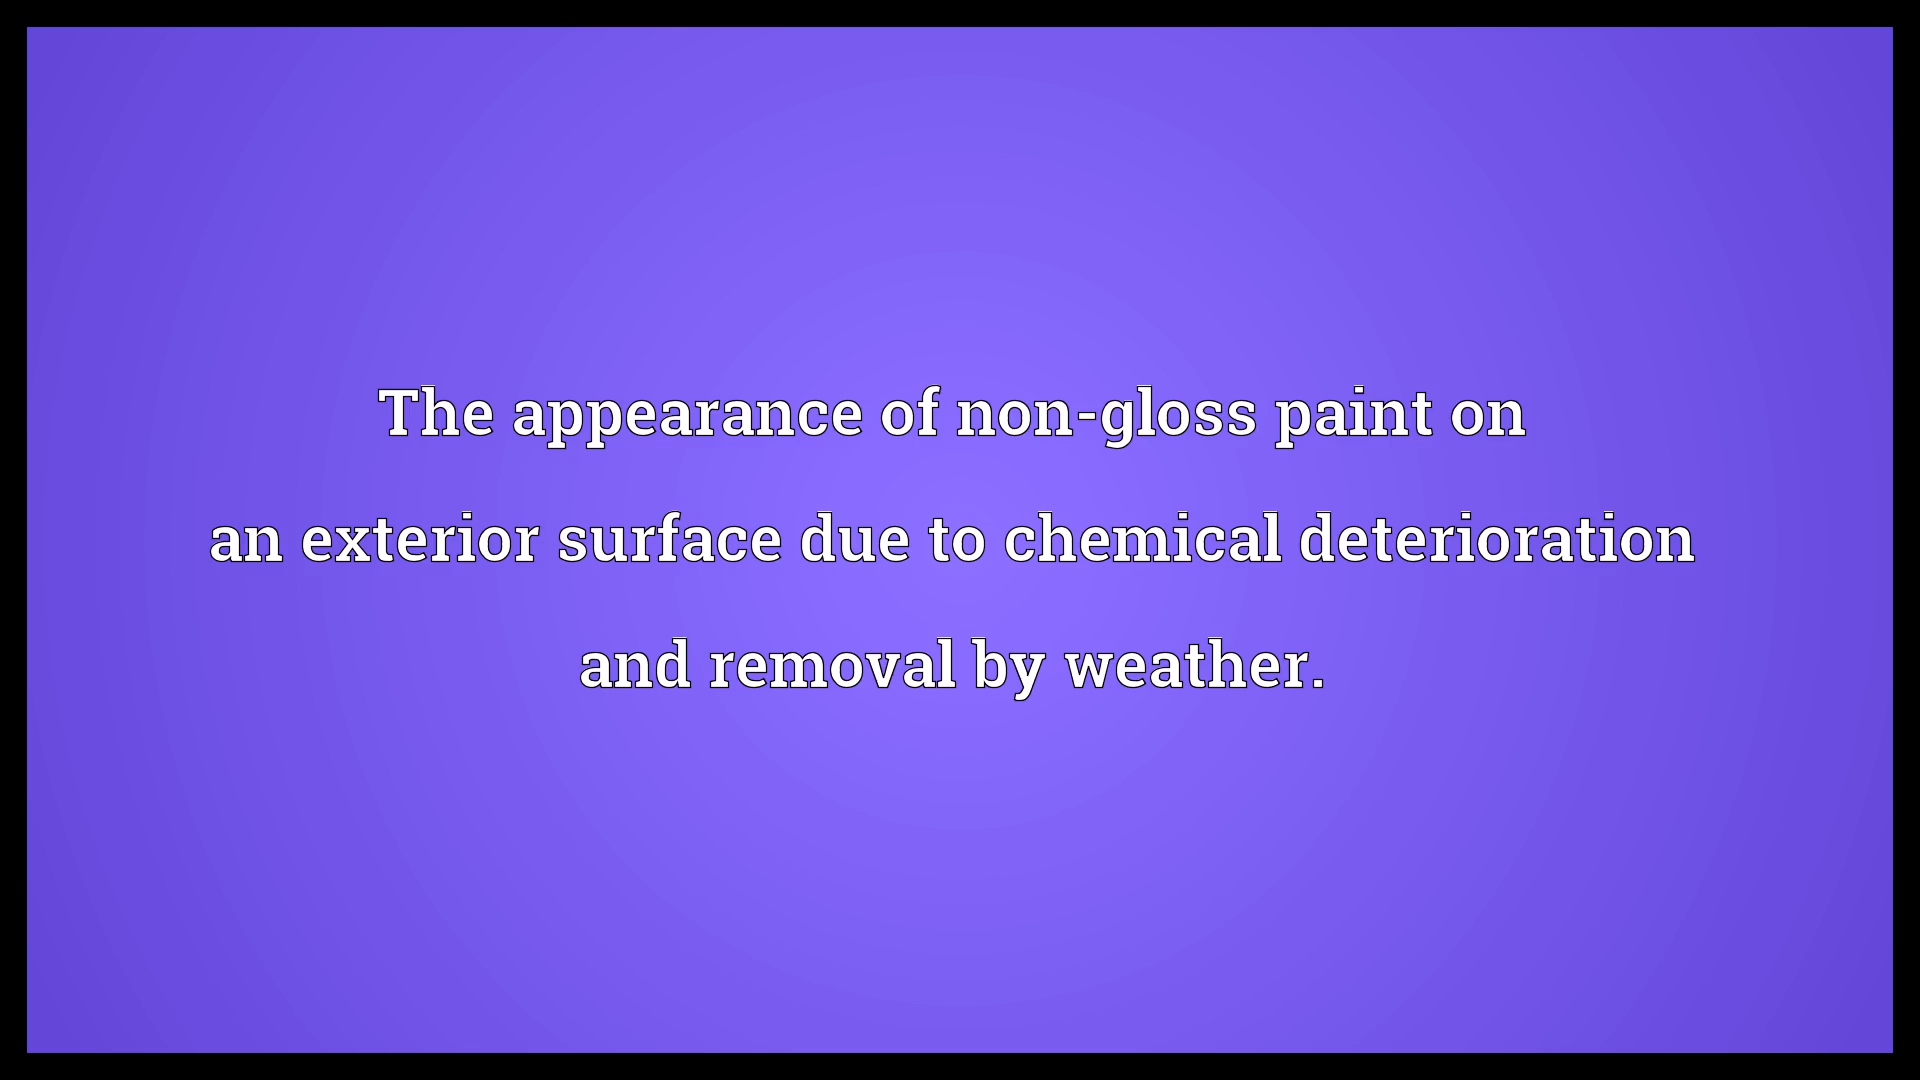 The appearance of non-gloss paint on
an exterior surface due to chemical deterioration
and removal by weather.